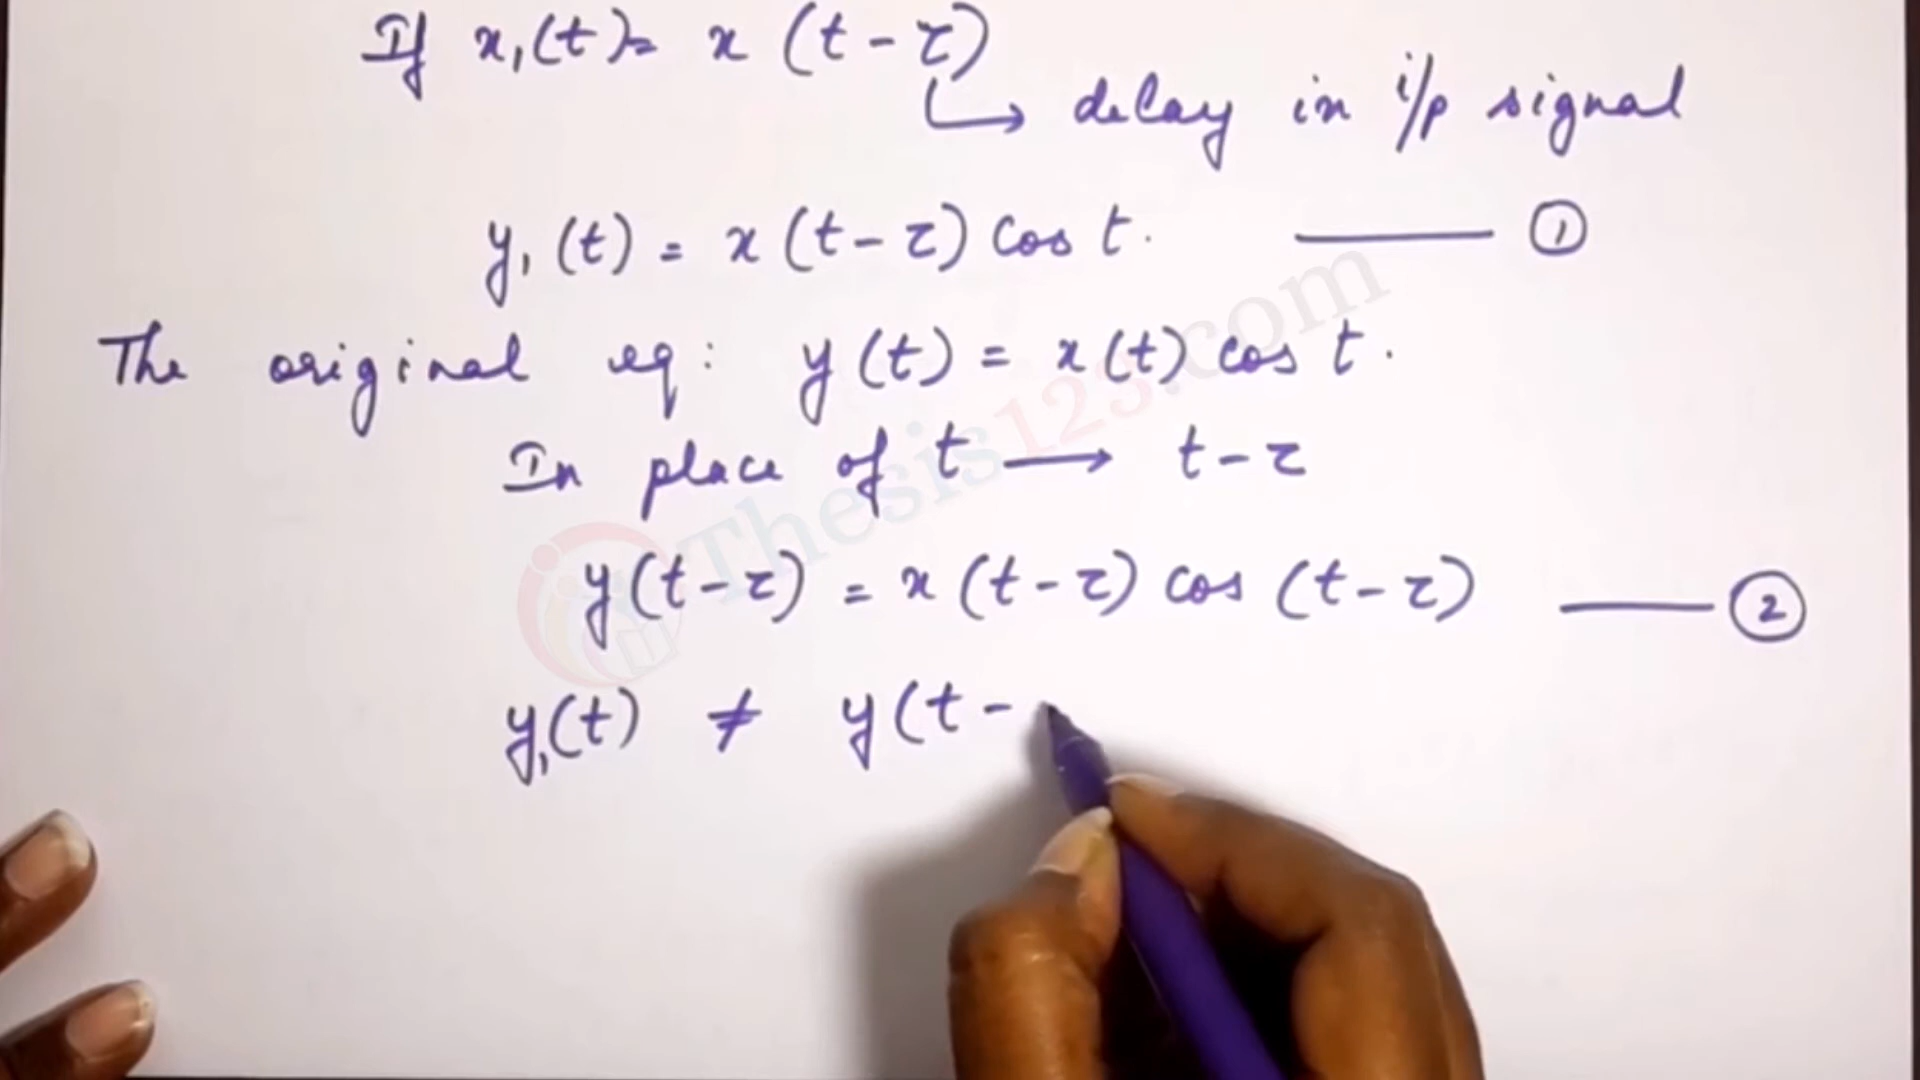 If x₁(t) = x (t - τ)
↳ delay in i/p signal
y₁ (t) = x (t - τ) cos t. —— ①
The original eq: y (t) = x (t) cos t.
In place of t ⟶ t - τ
y (t - τ) = x (t - τ) cos (t - τ) —— ②
y₁(t) ≠ y (t -
Thesis123.com